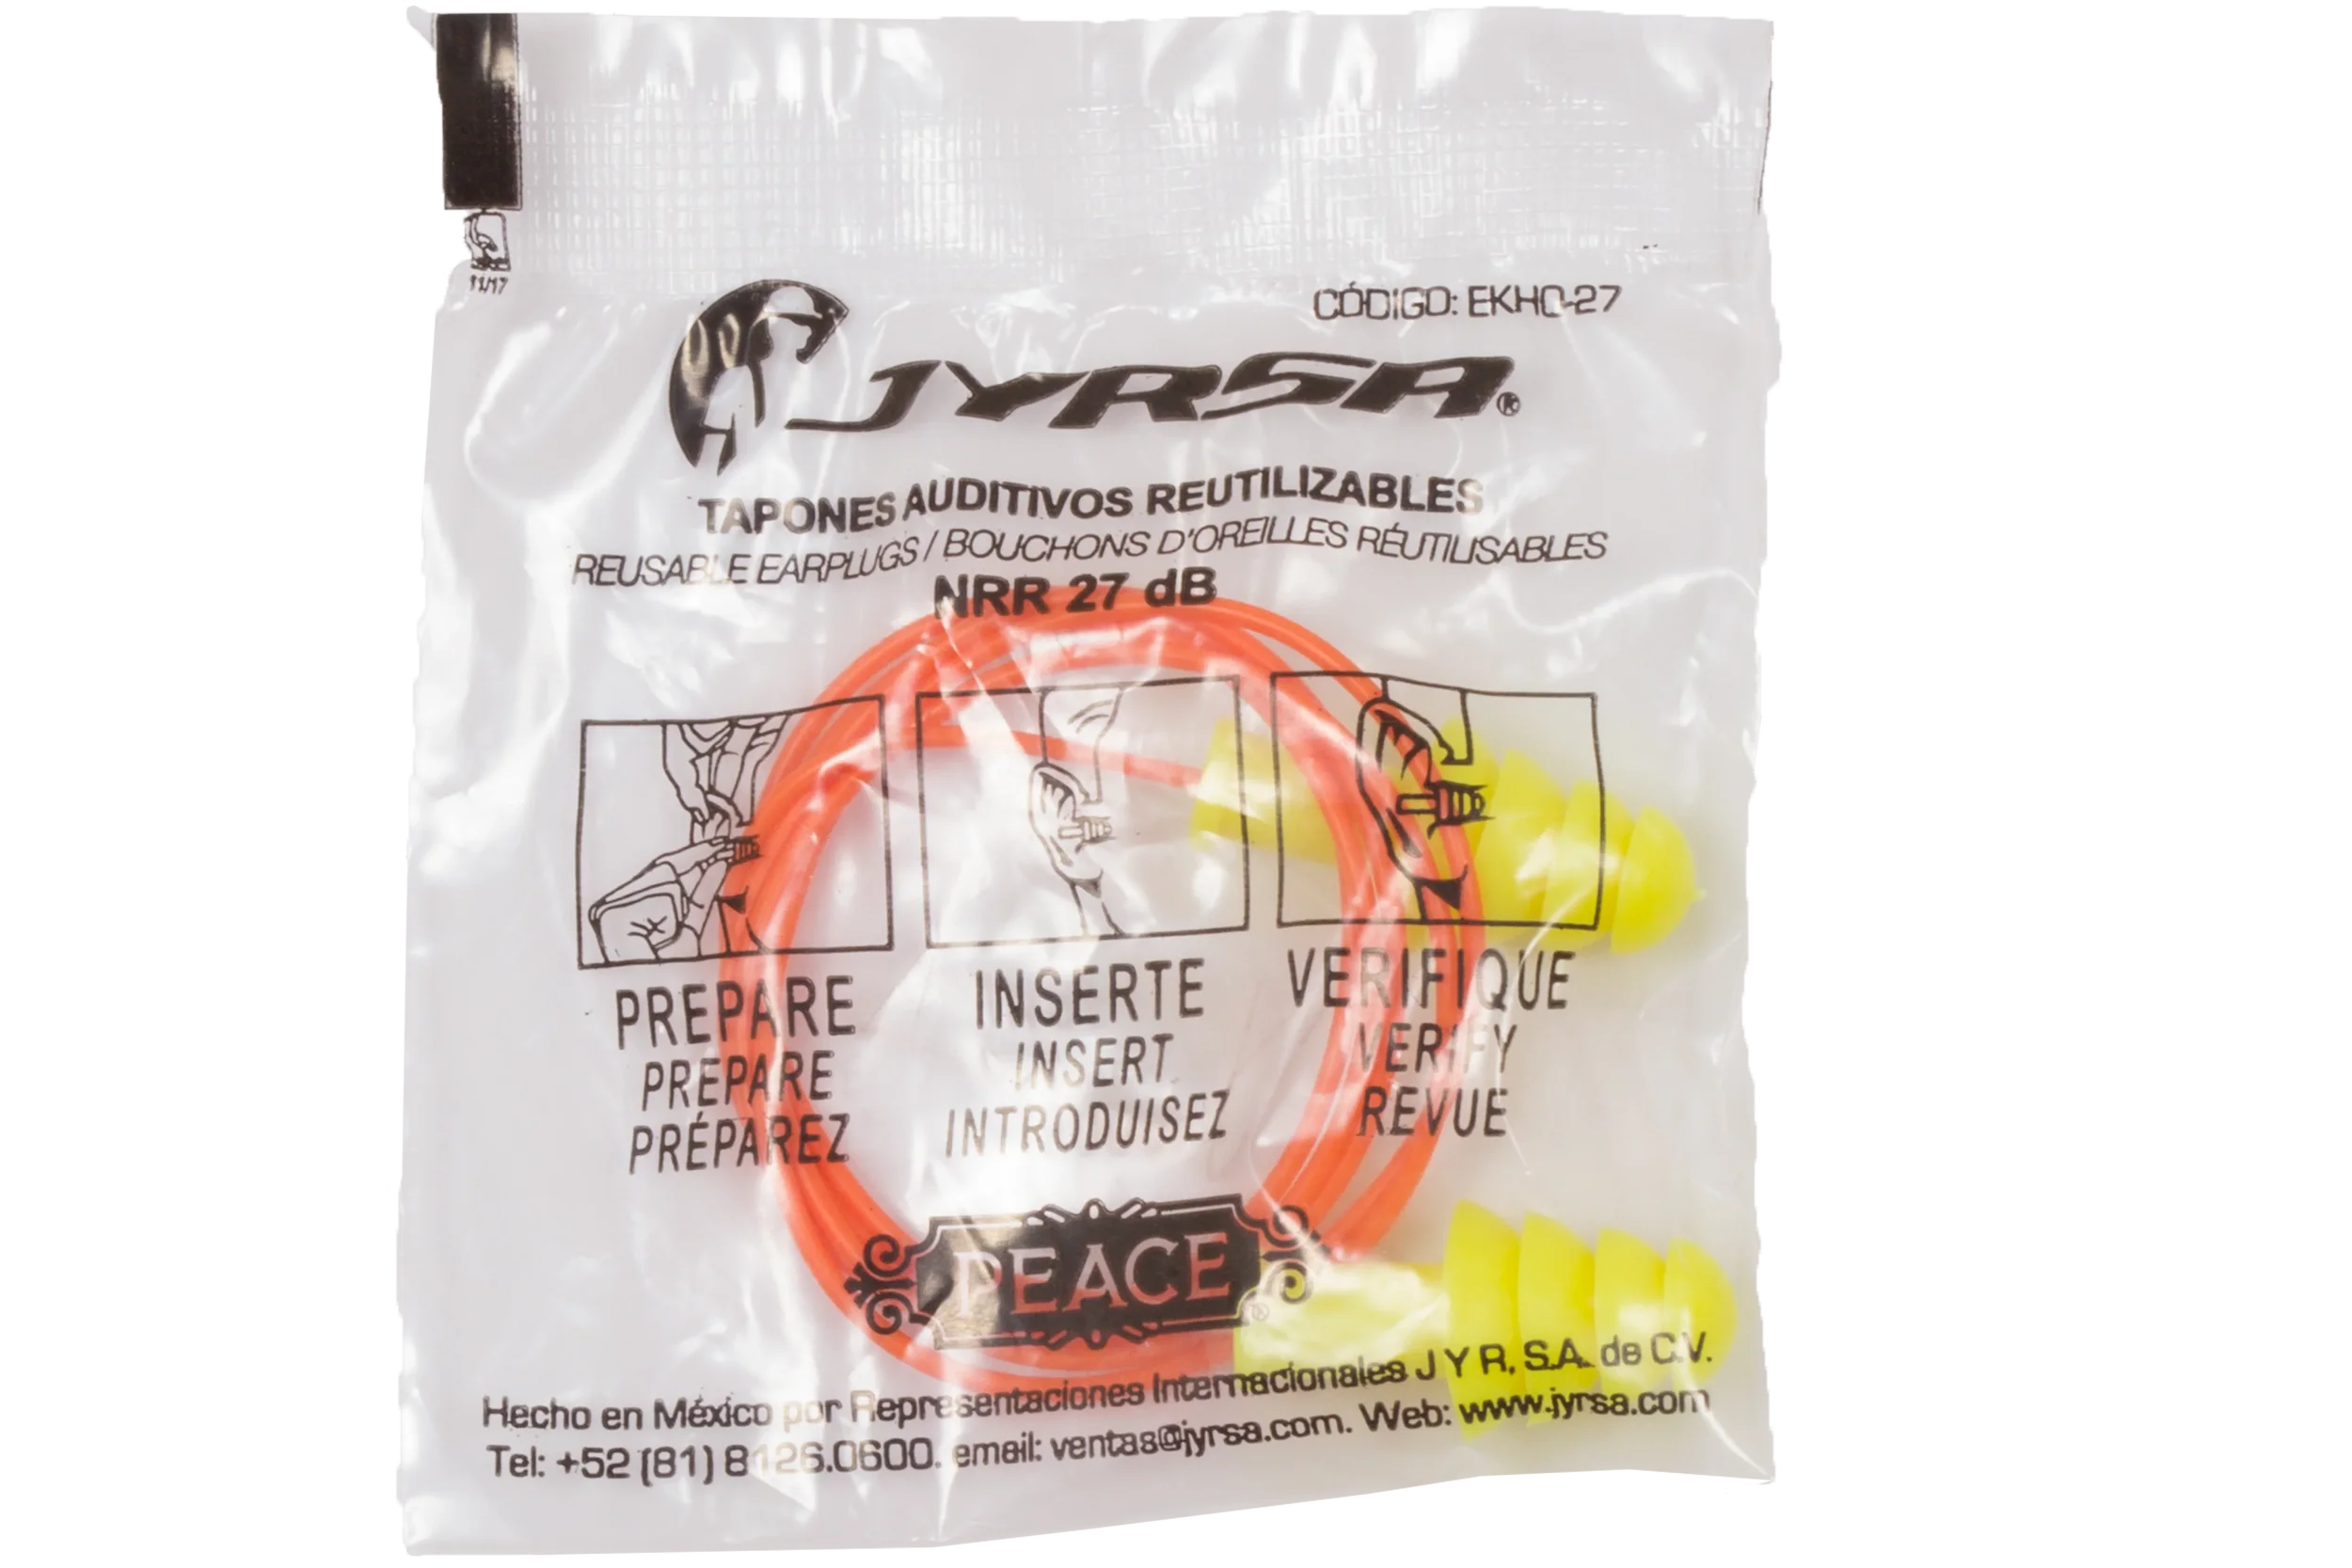 11/17
CÓDIGO: EKHO-27
JYRSA®
TAPONES AUDITIVOS REUTILIZABLES
REUSABLE EARPLUGS / BOUCHONS D'OREILLES RÉUTILISABLES
NRR 27 dB
PREPARE INSERTE VERIFIQUE
PREPARE INSERT VERIFY
PRÉPAREZ INTRODUISEZ REVUE
PEACE®
Hecho en México por Representaciones Internacionales J Y R, S.A. de C.V.
Tel: +52 (81) 8126.0600. email: ventas@jyrsa.com. Web: www.jyrsa.com